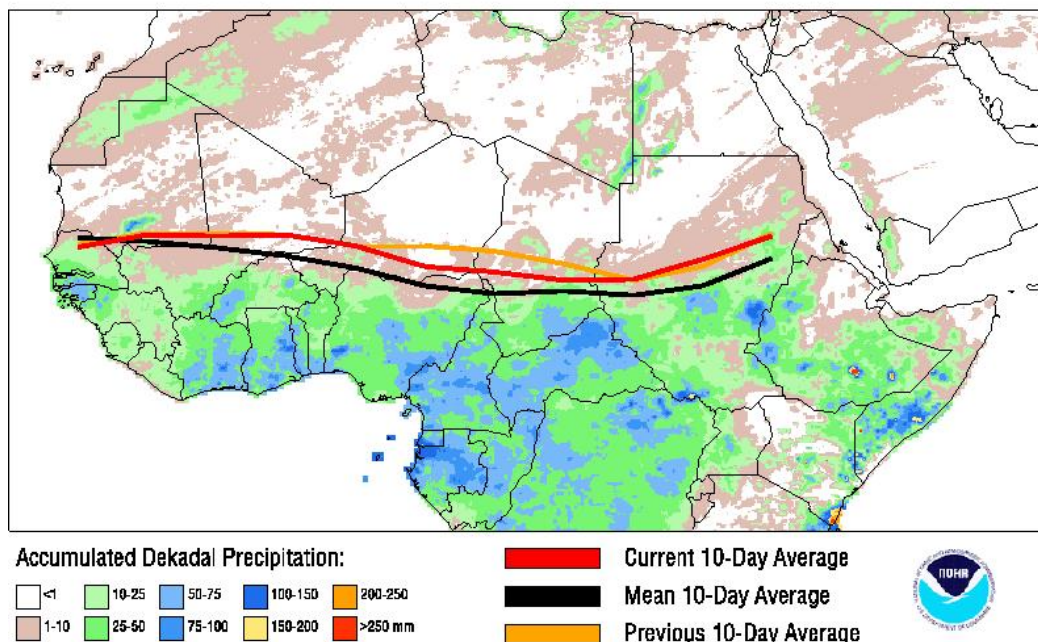 Accumulated Dekadal Precipitation:
<1
10-25
50-75
100-150
200-250
1-10
25-50
75-100
150-200
>250 mm
Current 10-Day Average
Mean 10-Day Average
Previous 10-Day Average
NOAA